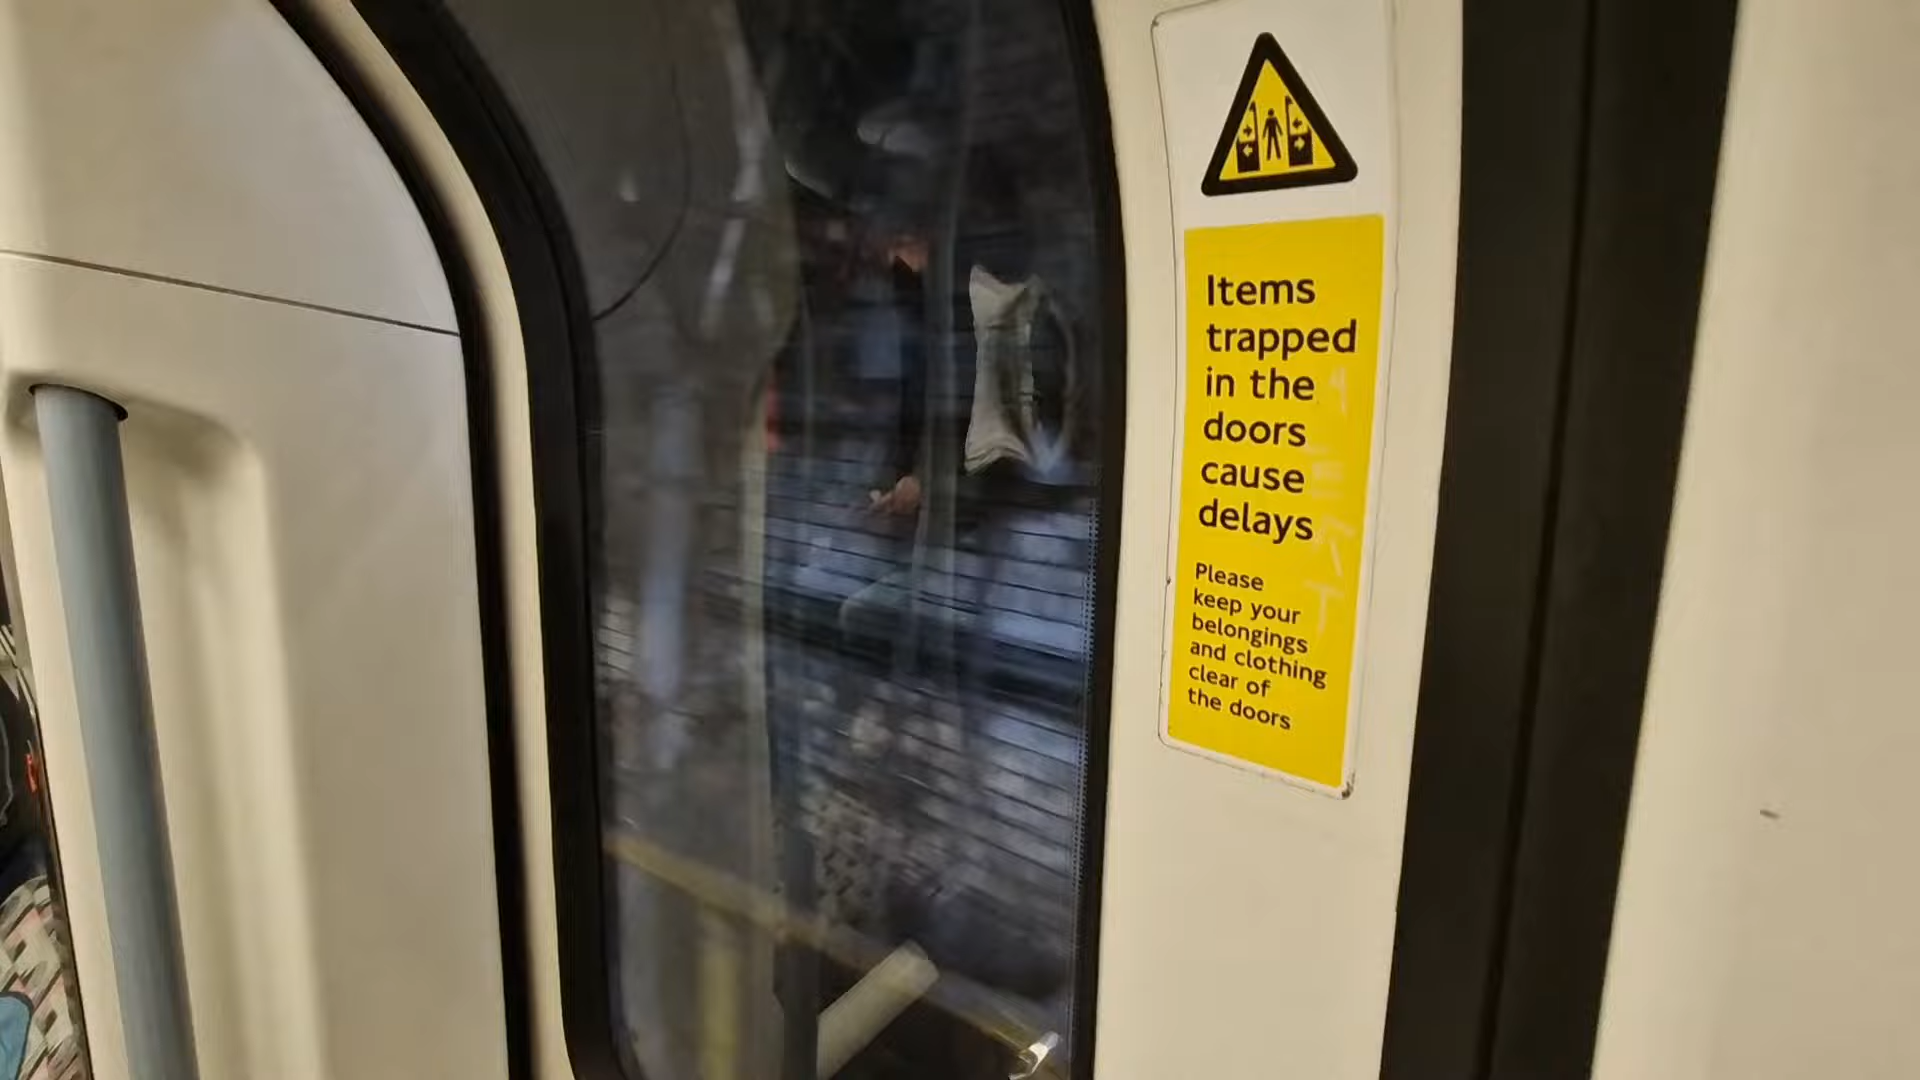 Items
trapped
in the
doors
cause
delays
Please
keep your
belongings
and clothing
clear of
the doors